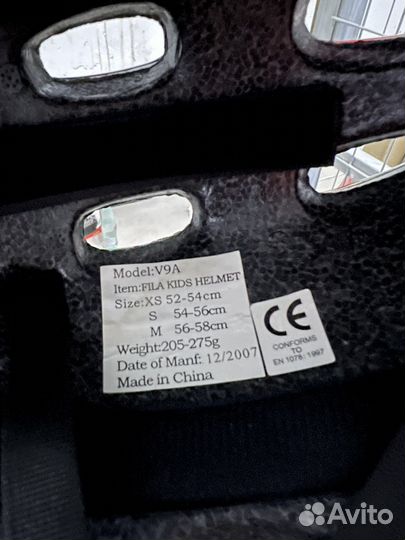 Model:V9A
Item:FILA KIDS HELMET
Size:XS 52-54cm
S 54-56cm
M 56-58cm
Weight:205-275g
Date of Manf: 12/2007
Made in China
CE
CONFORMS
TO
EN 1078: 1997
Avito